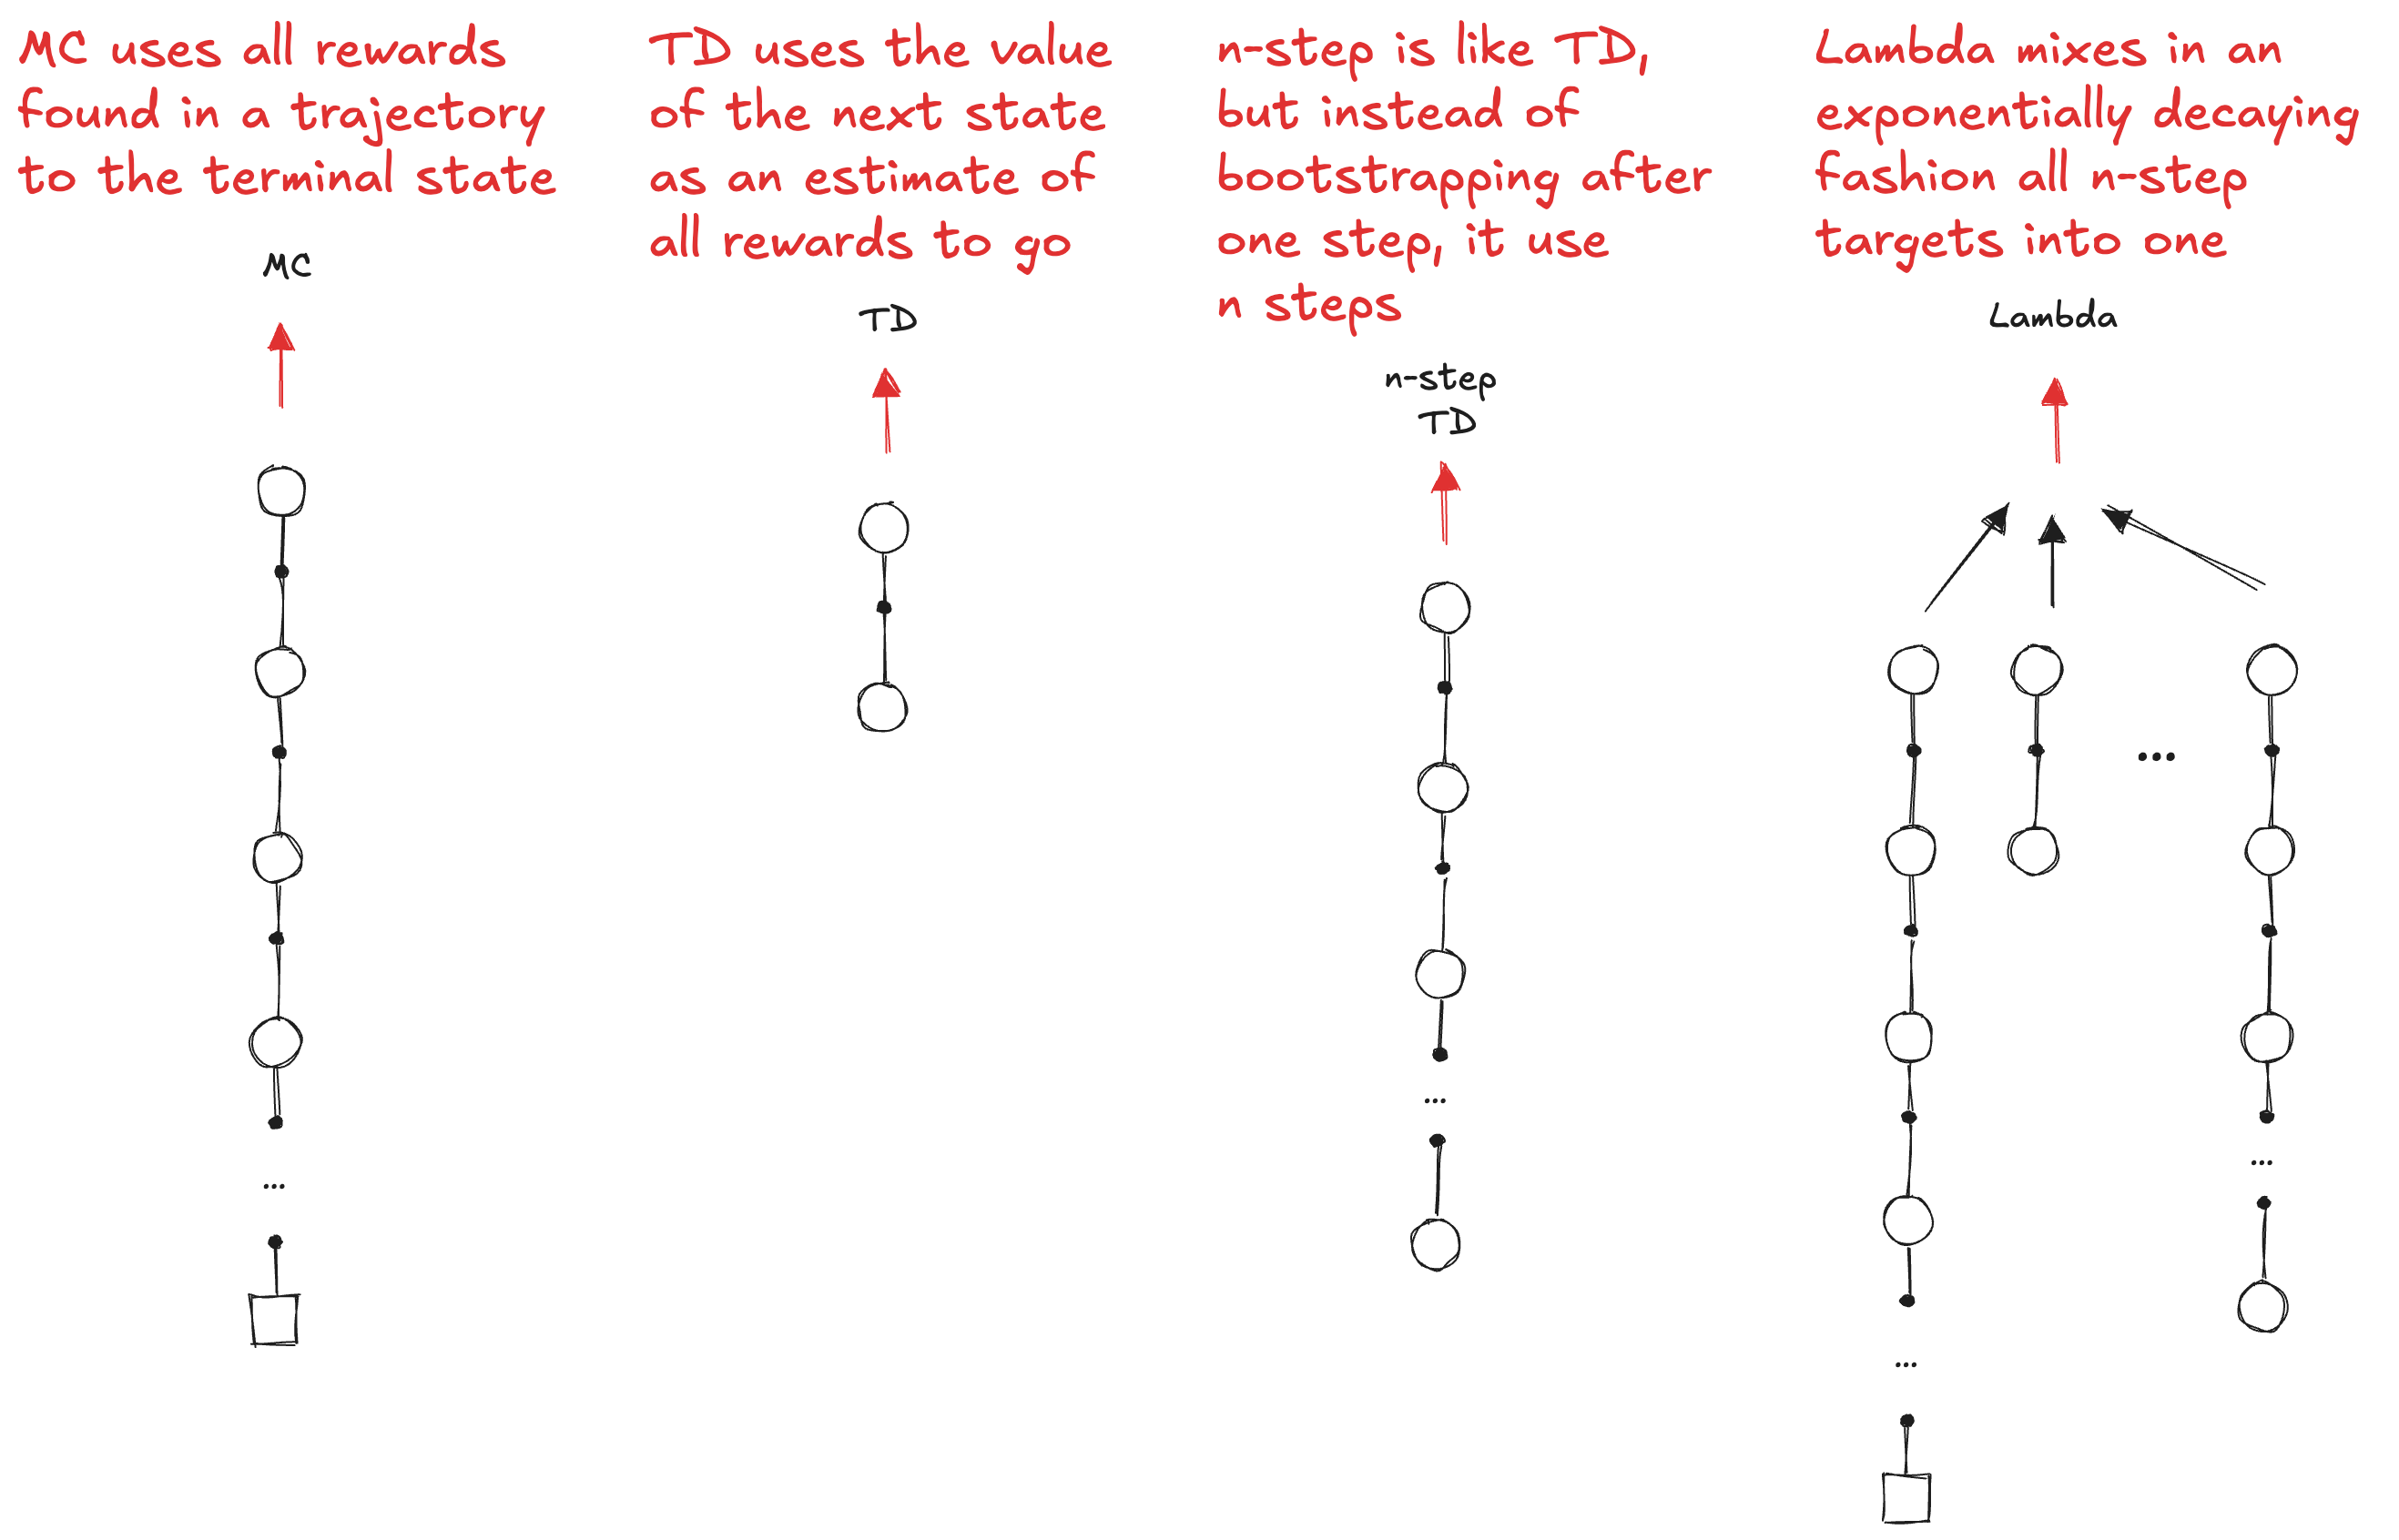 MC uses all rewards
found in a trajectory
to the terminal state
MC
...
TD uses the value
of the next state
as an estimate of
all rewards to go
TD
n-step is like TD,
but instead of
bootstrapping after
one step, it use
n steps
n-step
TD
...
Lambda mixes in an
exponentially decaying
fashion all n-step
targets into one
Lambda
...
...
...